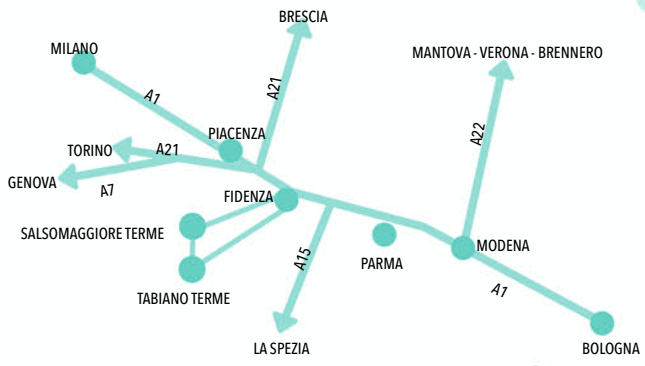 BRESCIA
MILANO
MANTOVA - VERONA - BRENNERO
A1
A21
A22
PIACENZA
TORINO
A21
GENOVA
A7
FIDENZA
SALSOMAGGIORE TERME
MODENA
A15
PARMA
TABIANO TERME
A1
LA SPEZIA
BOLOGNA